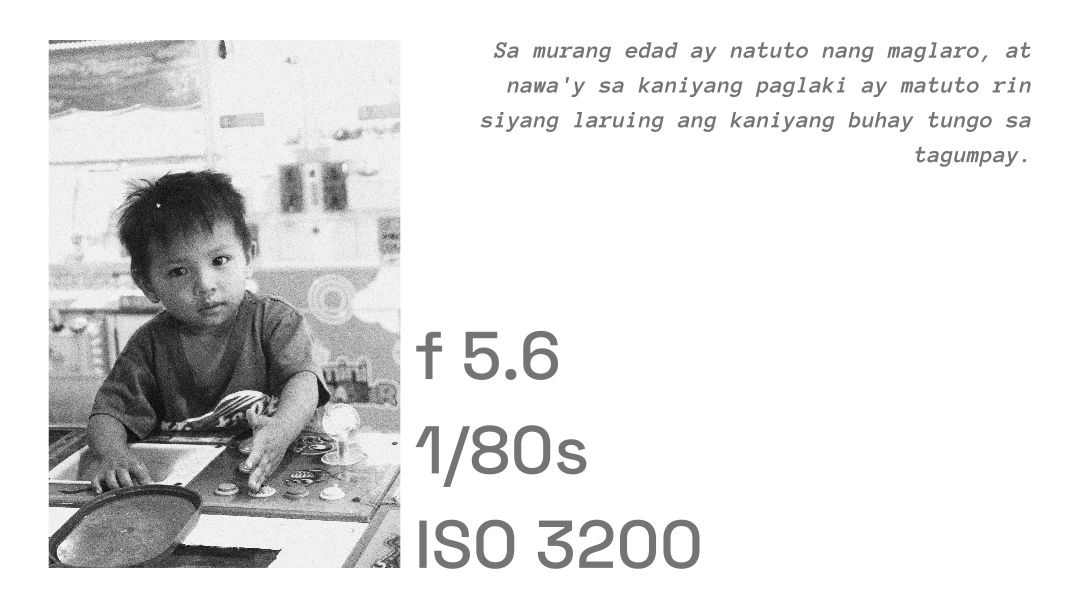 Sa murang edad ay natuto nang maglaro, at
nawa'y sa kaniyang paglaki ay matuto rin
siyang laruing ang kaniyang buhay tungo sa
tagumpay.
f 5.6
1/80s
ISO 3200